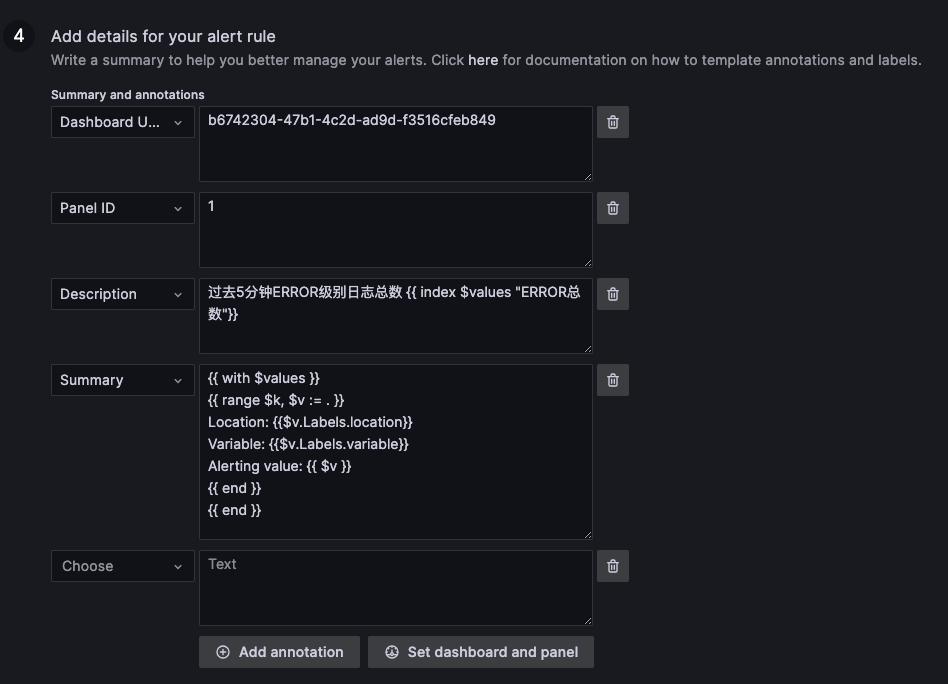 4
Add details for your alert rule
Write a summary to help you better manage your alerts. Click here for documentation on how to template annotations and labels.
Summary and annotations
Dashboard U...
b6742304-47b1-4c2d-ad9d-f3516cfeb849
Panel ID
1
Description
过去5分钟ERROR级别日志总数 {{ index $values "ERROR总
数"}}
Summary
{{ with $values }}
{{ range $k, $v := . }}
Location: {{$v.Labels.location}}
Variable: {{$v.Labels.variable}}
Alerting value: {{ $v }}
{{ end }}
{{ end }}
Choose
Text
Add annotation
Set dashboard and panel